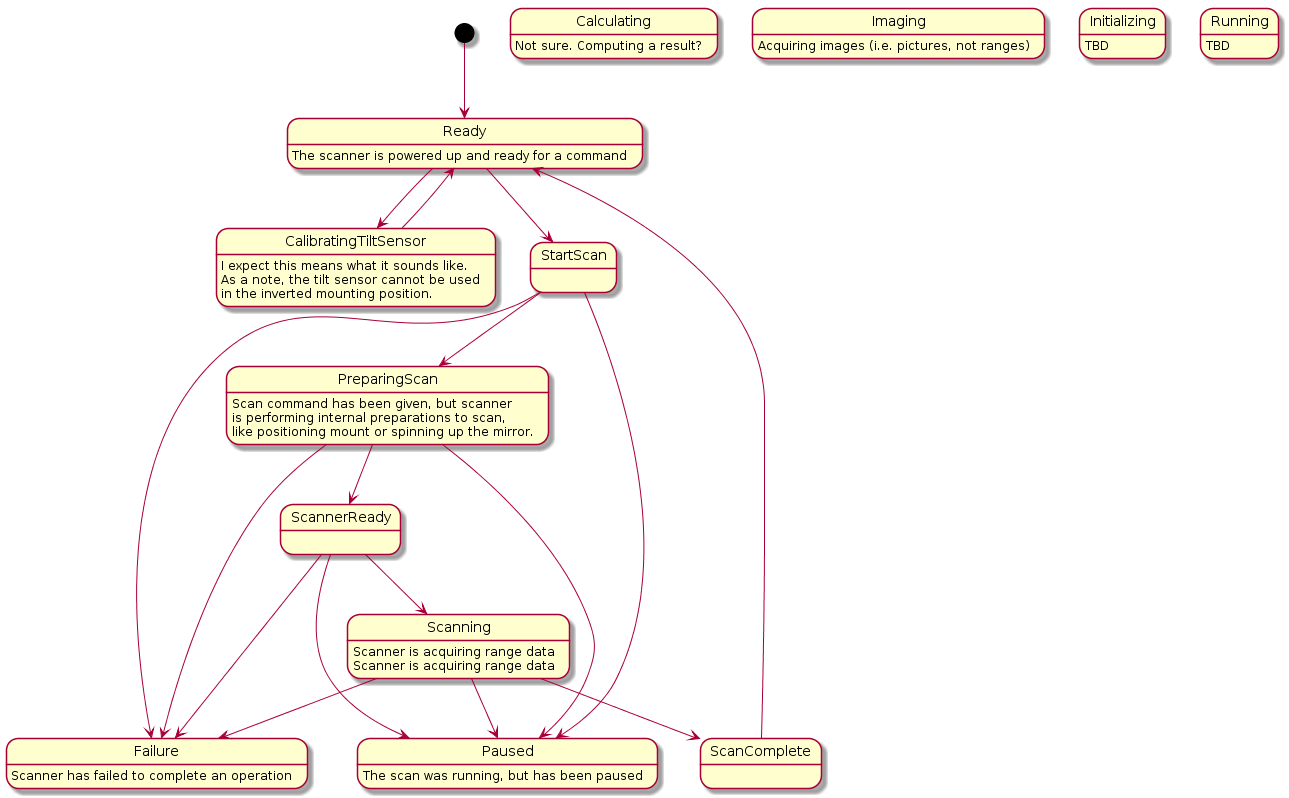 Calculating
Not sure. Computing a result?
Imaging
Acquiring images (i.e. pictures, not ranges)
Initializing
TBD
Running
TBD
Ready
The scanner is powered up and ready for a command
CalibratingTiltSensor
I expect this means what it sounds like.
As a note, the tilt sensor cannot be used
in the inverted mounting position.
StartScan
PreparingScan
Scan command has been given, but scanner
is performing internal preparations to scan,
like positioning mount or spinning up the mirror.
ScannerReady
Scanning
Scanner is acquiring range data
Scanner is acquiring range data
Failure
Scanner has failed to complete an operation
Paused
The scan was running, but has been paused
ScanComplete